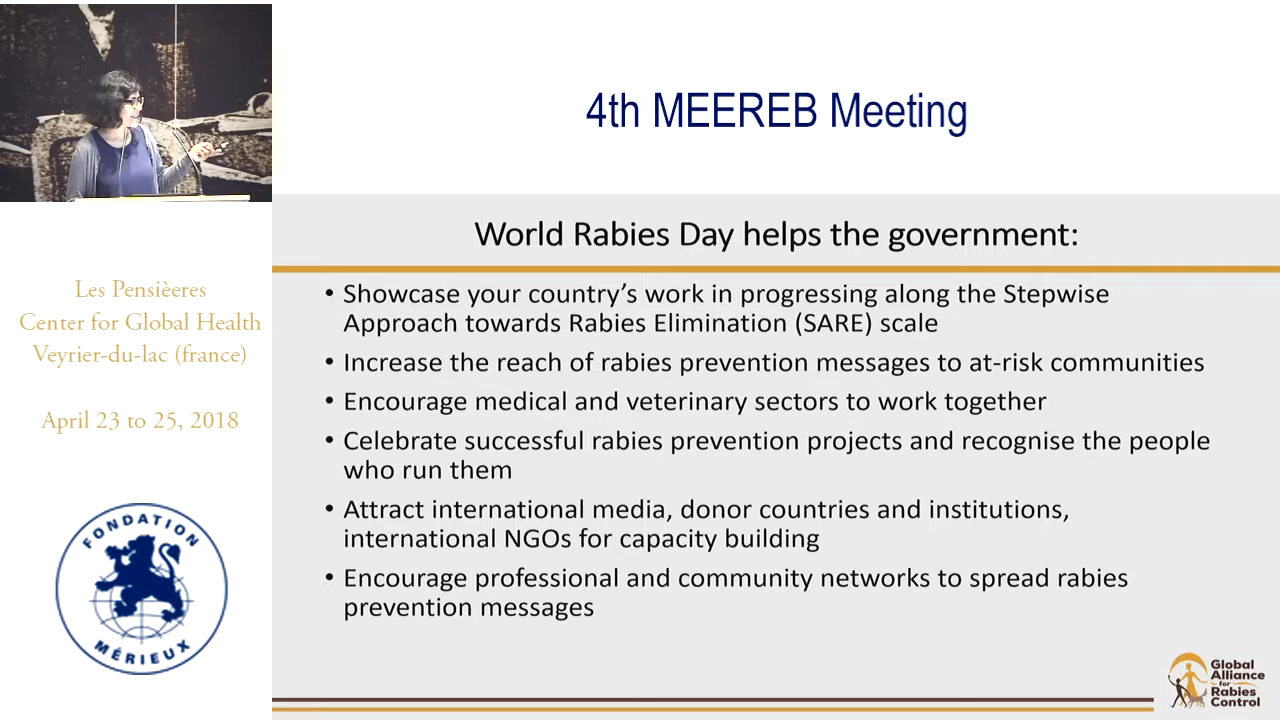 4th MEEREB Meeting
World Rabies Day helps the government:
• Showcase your country's work in progressing along the Stepwise
Approach towards Rabies Elimination (SARE) scale
• Increase the reach of rabies prevention messages to at-risk communities
• Encourage medical and veterinary sectors to work together
• Celebrate successful rabies prevention projects and recognise the people
who run them
• Attract international media, donor countries and institutions,
international NGOs for capacity building
• Encourage professional and community networks to spread rabies
prevention messages
Les Pensièeres
Center for Global Health
Veyrier-du-lac (france)
April 23 to 25, 2018
FONDATION
MÉRIEUX
Global
Alliance
for
Rabies
Control